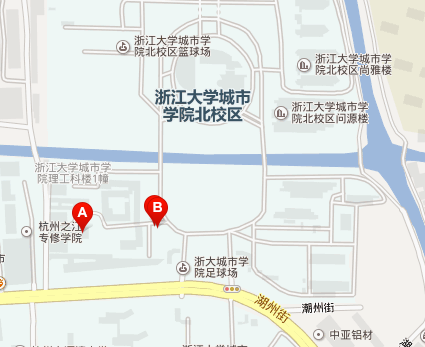 浙江大学城市学
院北校区篮球场
浙江大学城市学
院北校区尚雅楼
浙江大学城市
学院北校区
浙江大学城市学
院北校区问源楼
浙江大学城市学
院理工科楼1幢
A
B
杭州之江
专修学院
浙大城市学
院足球场
市
湖州街
潮州街
中亚铝材